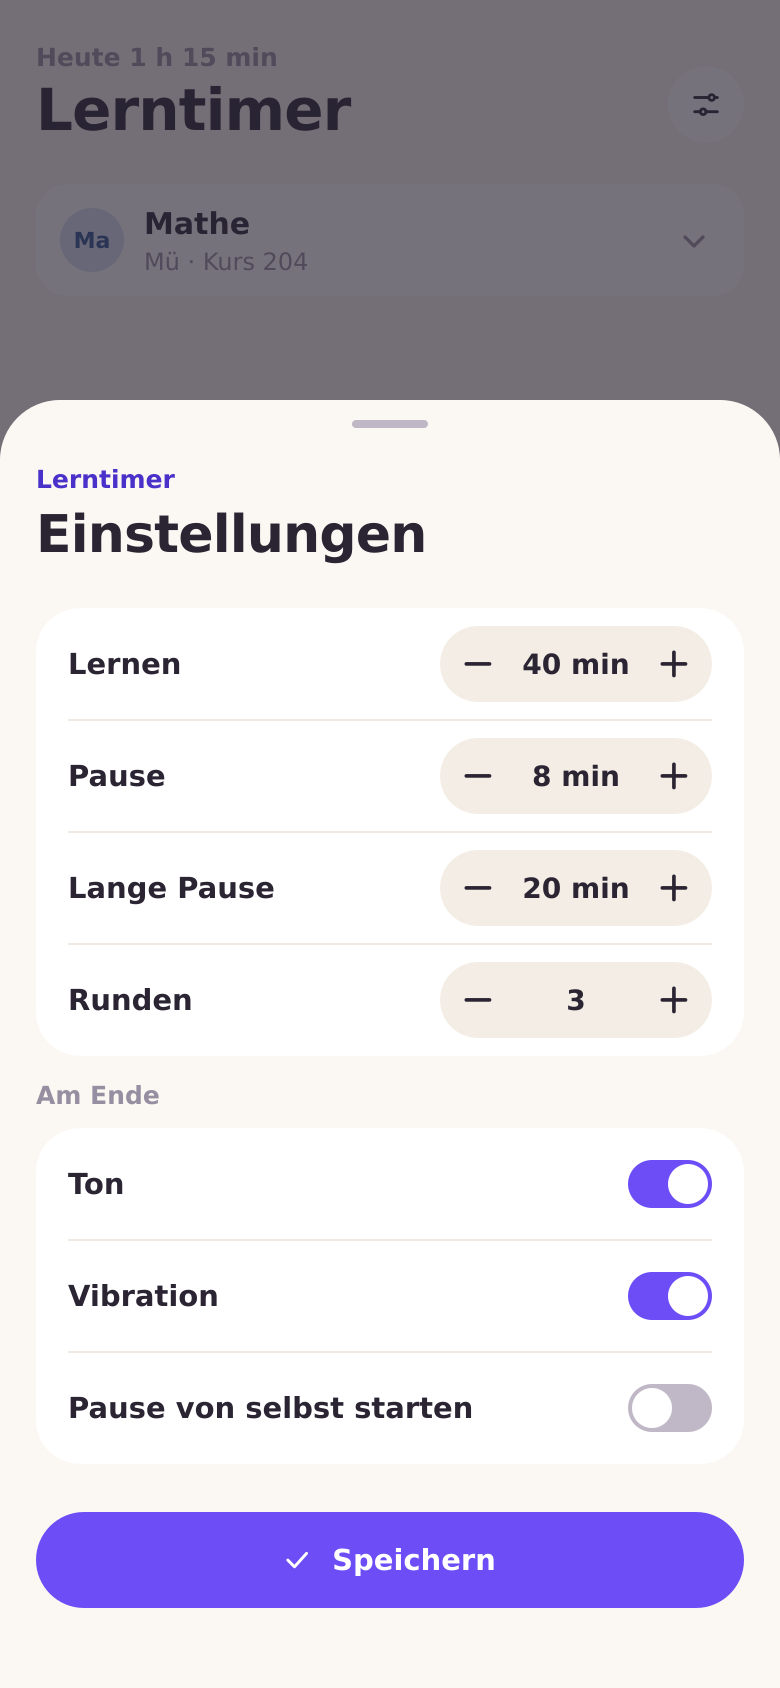 Heute 1 h 15 min
Lerntimer
Ma
Mathe
Mü · Kurs 204
Lerntimer
Einstellungen
Lernen
40 min
Pause
8 min
Lange Pause
20 min
Runden
3
Am Ende
Ton
Vibration
Pause von selbst starten
Speichern